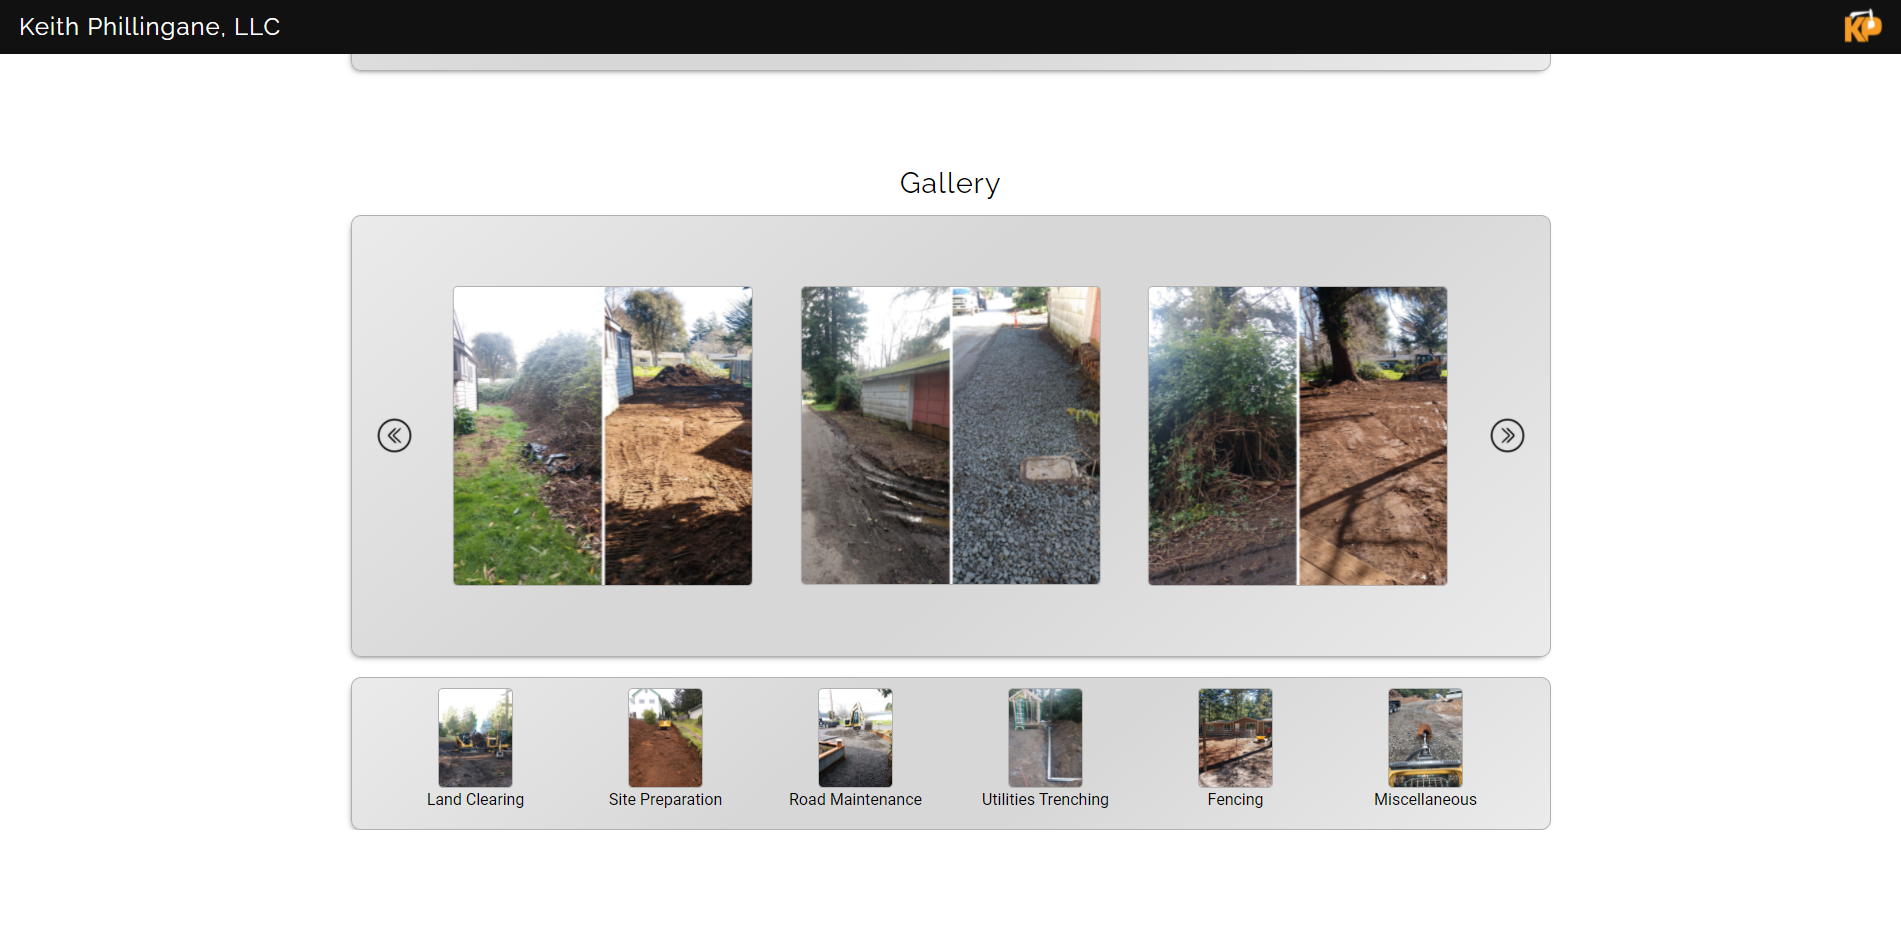 Keith Phillingane, LLC
KP
Gallery
Land Clearing
Site Preparation
Road Maintenance
Utilities Trenching
Fencing
Miscellaneous